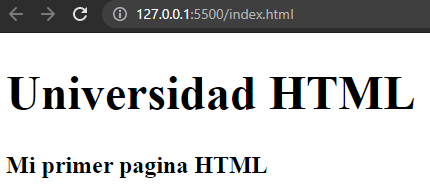 127.0.0.1:5500/index.html
Universidad HTML
Mi primer pagina HTML